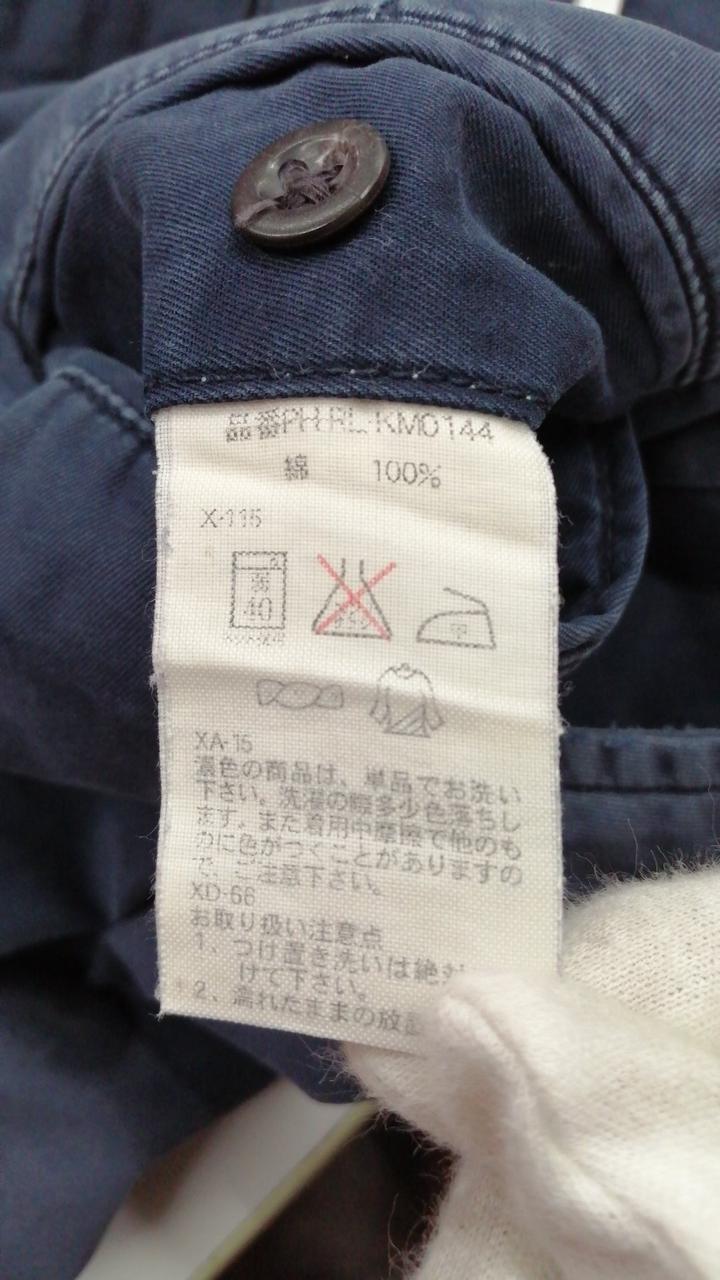 品番PH-RL-KM0144
綿 100%
X-115
弱
40
XA-15
濃色の商品は、単品でお洗い
下さい。洗濯の際多少色落ちし
ます。また着用中摩擦で他のも
のに色がつくことがありますの
で、ご注意下さい。
XD-66
お取り扱い注意点
1、つけ置き洗いは絶対
けて下さい。
2、濡れたままの放置